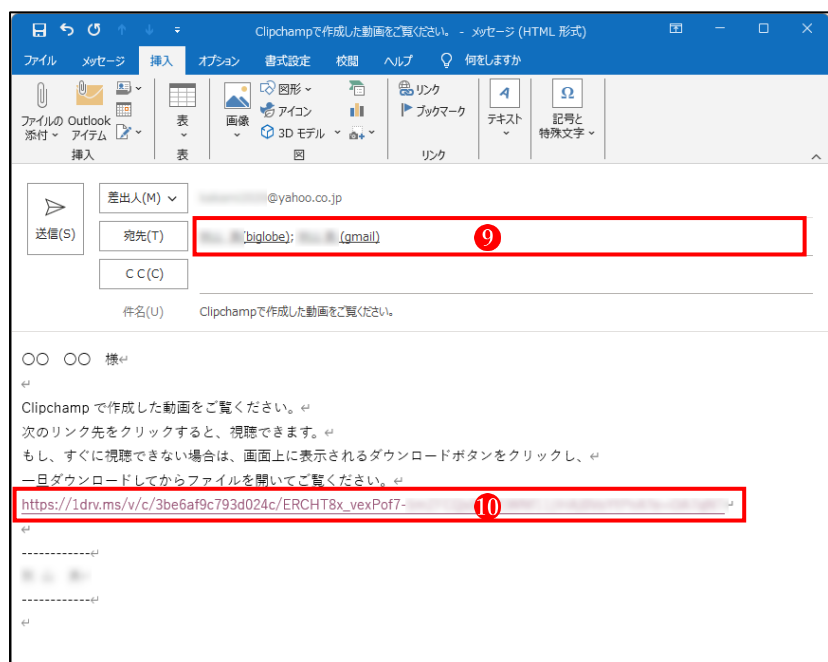 Clipchampで作成した動画をご覧ください。 - メッセージ (HTML 形式)
ファイル メッセージ 挿入 オプション 書式設定 校閲 ヘルプ 何をしますか
ファイルの添付 Outlook アイテム 表 画像 図形 アイコン 3D モデル リンク ブックマーク テキスト 記号と特殊文字
挿入 表 図 リンク
差出人(M) @yahoo.co.jp
送信(S)
宛先(T) (biglobe); (gmail) 9
C C(C)
件名(U) Clipchampで作成した動画をご覧ください。
〇〇 〇〇 様
Clipchamp で作成した動画をご覧ください。
次のリンク先をクリックすると、視聴できます。
もし、すぐに視聴できない場合は、画面上に表示されるダウンロードボタンをクリックし、
一旦ダウンロードしてからファイルを開いてご覧ください。
https://1drv.ms/v/c/3be6af9c793d024c/ERCHT8x_vexPof7- 10
------------
------------